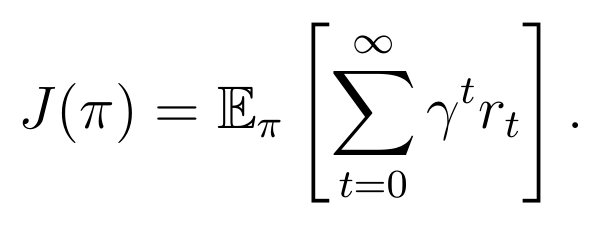 J(π) = 𝔼_π [ ∑_{t=0}^{∞} γ^t r_t ] .